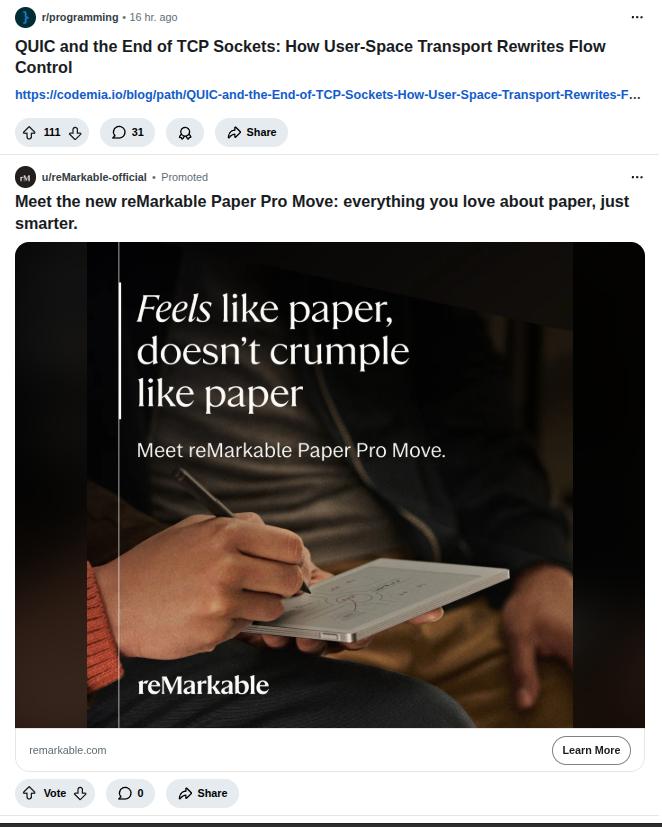 r/programming • 16 hr. ago
QUIC and the End of TCP Sockets: How User-Space Transport Rewrites Flow
Control
https://codemia.io/blog/path/QUIC-and-the-End-of-TCP-Sockets-How-User-Space-Transport-Rewrites-F...
111
31
Share
rM
u/reMarkable-official • Promoted
Meet the new reMarkable Paper Pro Move: everything you love about paper, just
smarter.
Feels like paper,
doesn't crumple
like paper
Meet reMarkable Paper Pro Move.
reMarkable
remarkable.com
Learn More
Vote
0
Share